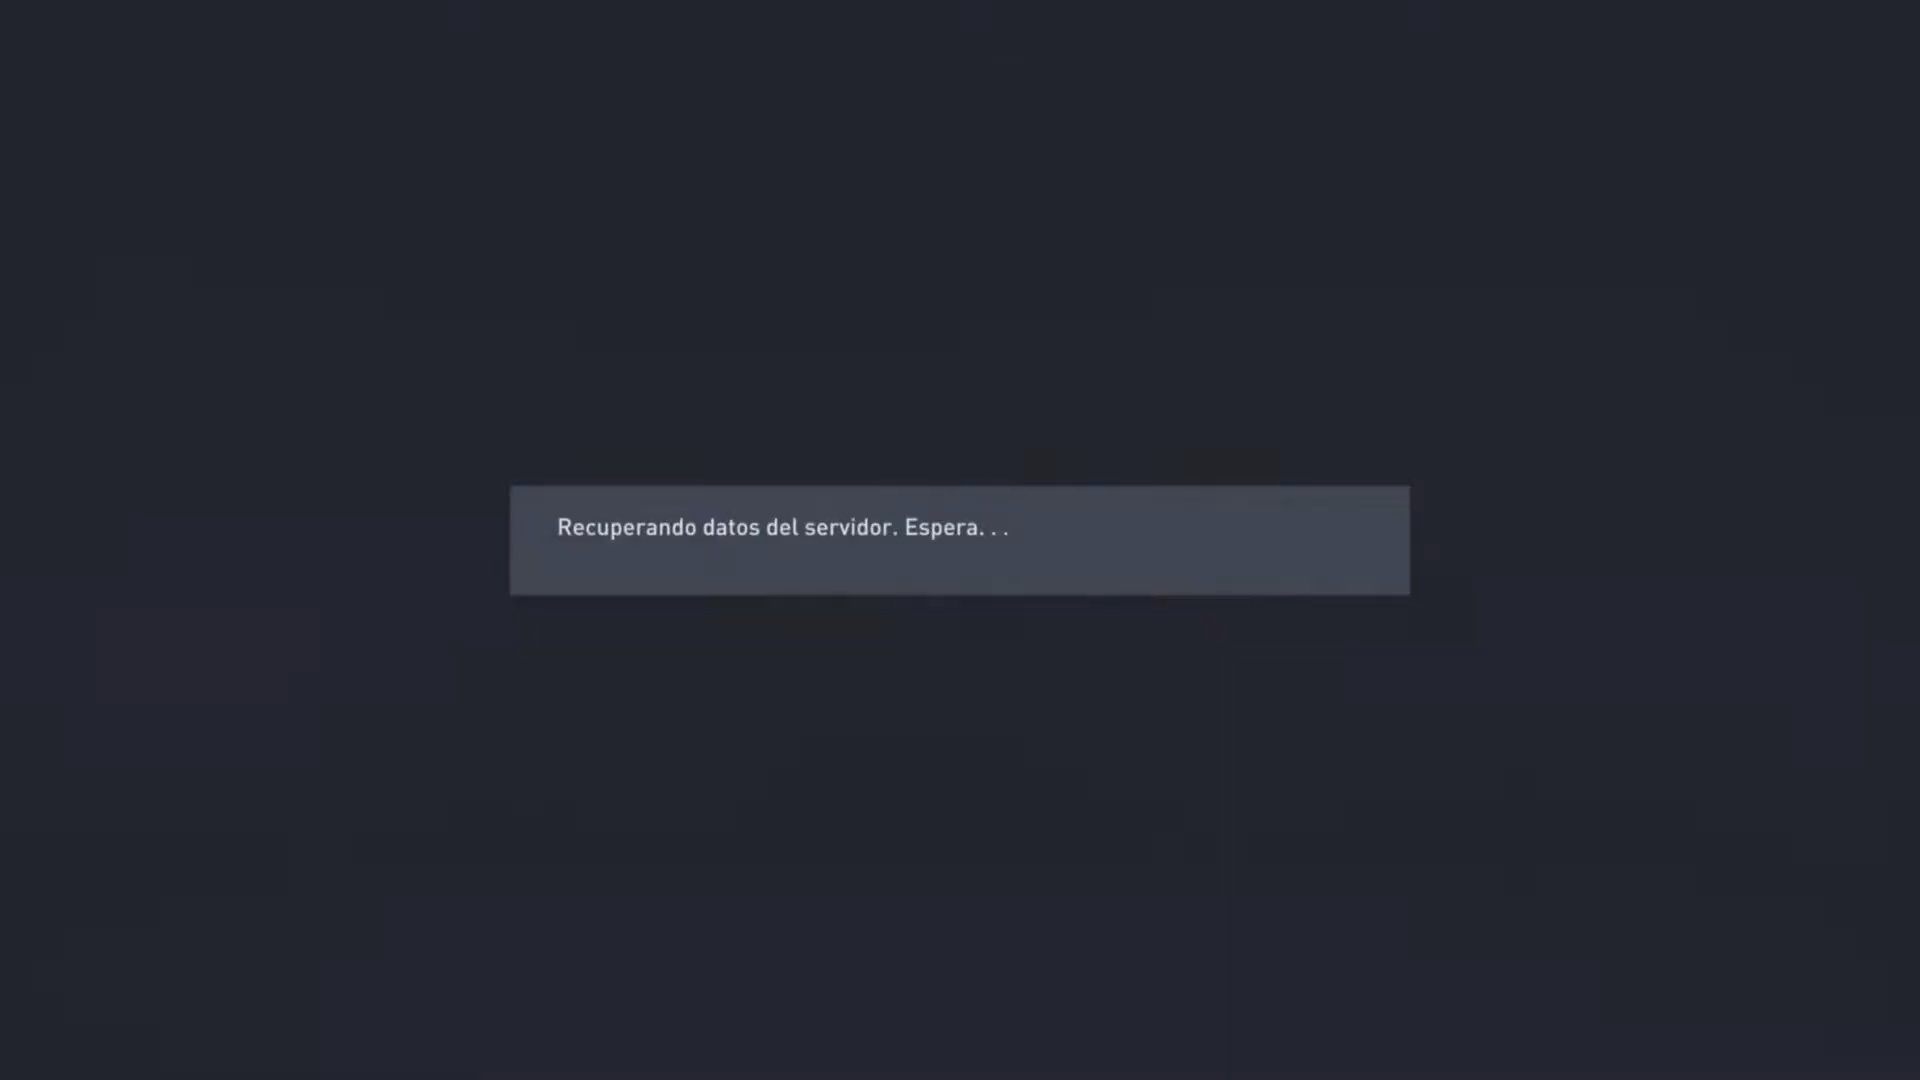 Recuperando datos del servidor. Espera. . .